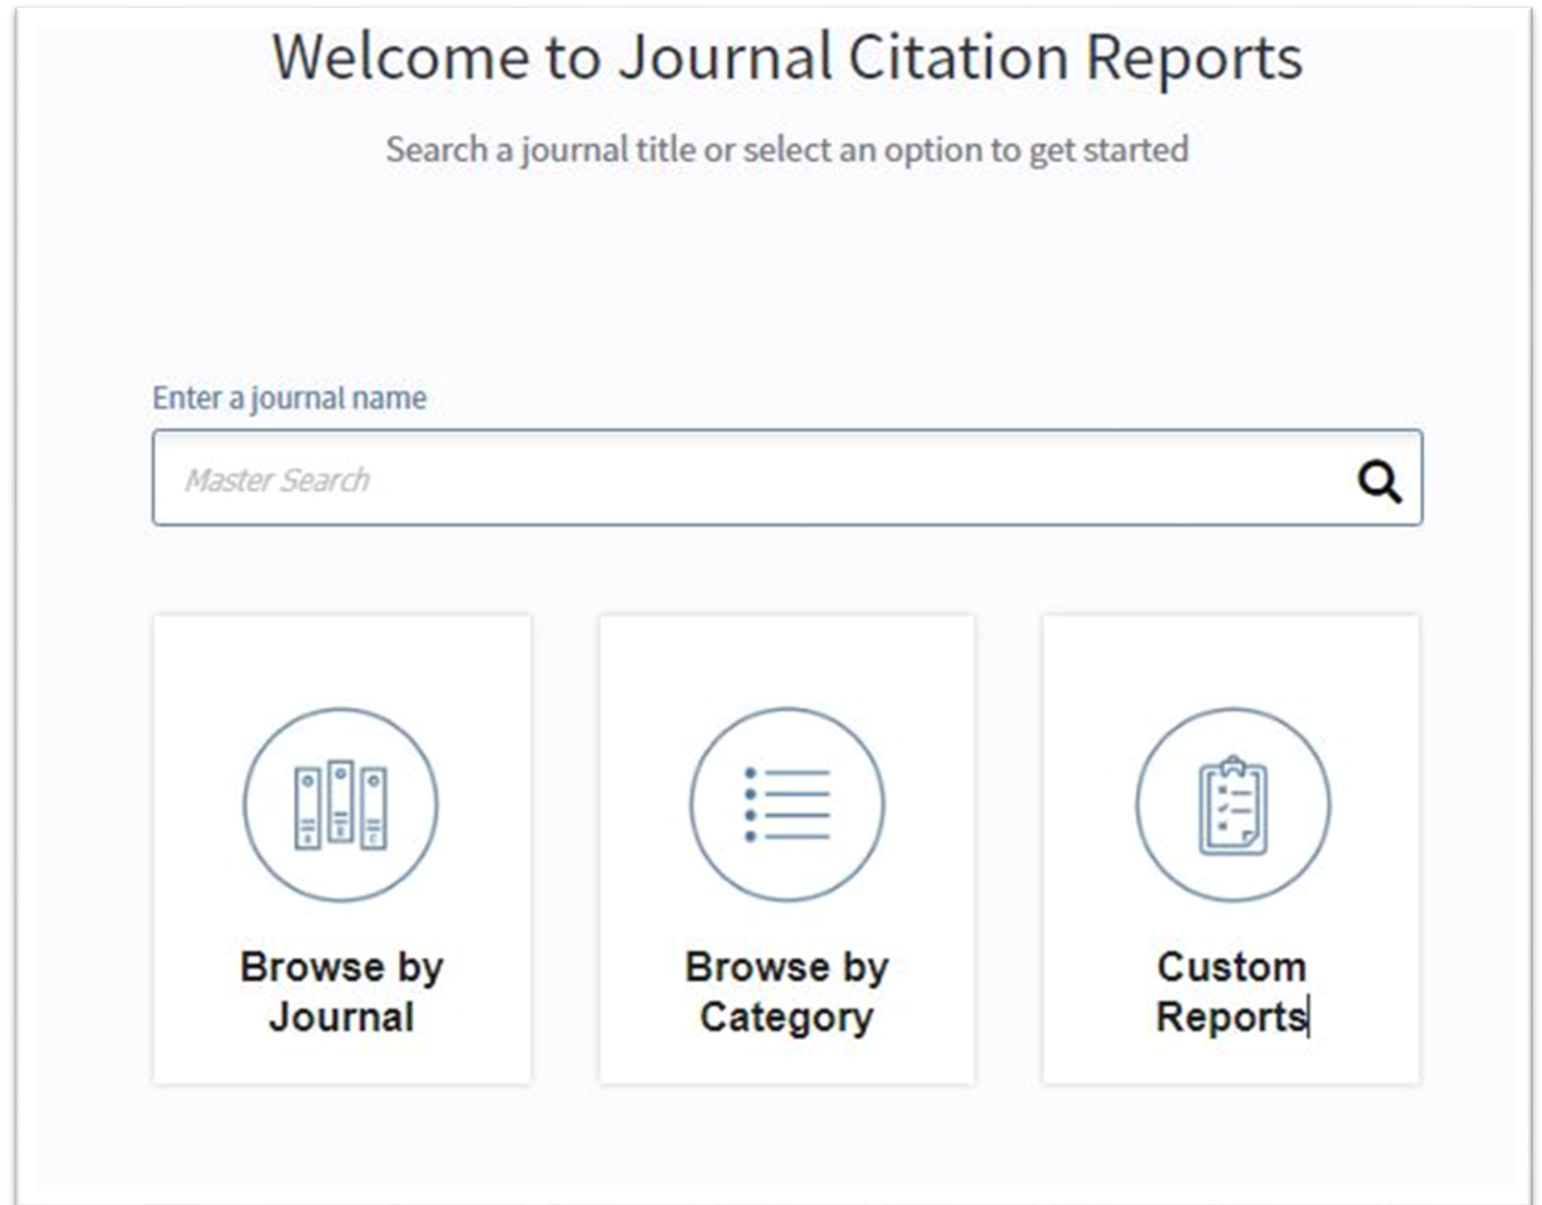 Welcome to Journal Citation Reports
Search a journal title or select an option to get started
Enter a journal name
Master Search
A B C
Browse by
Journal
Browse by
Category
Custom
Reports